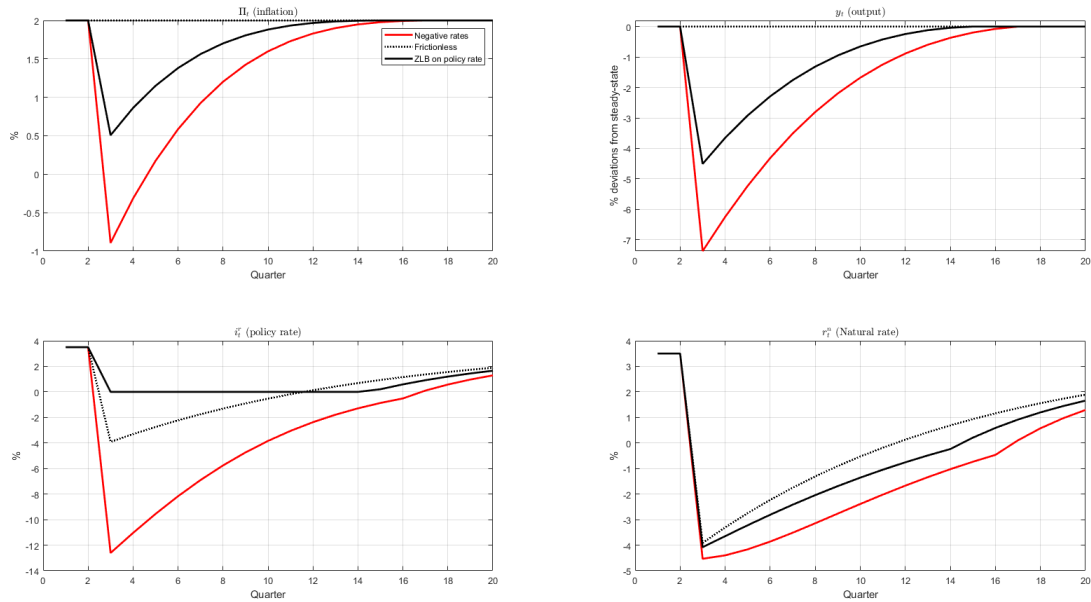 Π_t (inflation)
2
1.5
1
0.5
0
-0.5
-1
%
0 2 4 6 8 10 12 14 16 18 20
Quarter
Negative rates
Frictionless
ZLB on policy rate
y_t (output)
0
-1
-2
-3
-4
-5
-6
-7
% deviations from steady-state
0 2 4 6 8 10 12 14 16 18 20
Quarter
i_t^r (policy rate)
4
2
0
-2
-4
-6
-8
-10
-12
-14
%
0 2 4 6 8 10 12 14 16 18 20
Quarter
r_t^n (Natural rate)
4
3
2
1
0
-1
-2
-3
-4
-5
%
0 2 4 6 8 10 12 14 16 18 20
Quarter